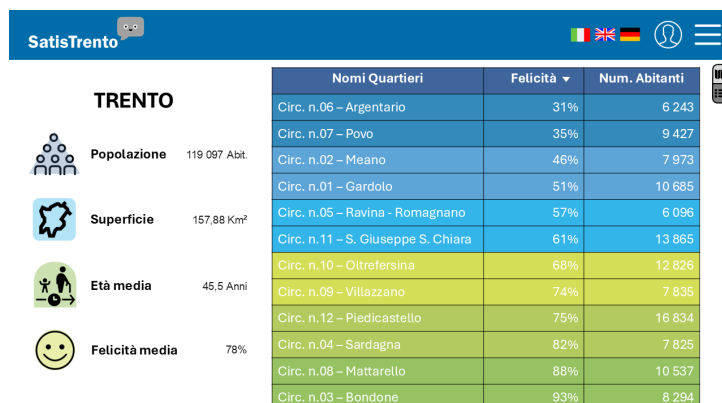 SatisTrento
TRENTO
Popolazione 119 097 Abit.
Superficie 157,88 Km²
Età media 45,5 Anni
Felicità media 78%
Nomi Quartieri Felicità Num. Abitanti
Circ. n.06 – Argentario 31% 6 243
Circ. n.07 – Povo 35% 9 427
Circ. n.02 – Meano 46% 7 973
Circ. n.01 – Gardolo 51% 10 685
Circ. n.05 – Ravina - Romagnano 57% 6 096
Circ. n.11 – S. Giuseppe S. Chiara 61% 13 865
Circ. n.10 – Oltrefersina 68% 12 826
Circ. n.09 – Villazzano 74% 7 835
Circ. n.12 – Piedicastello 75% 16 834
Circ. n.04 – Sardagna 82% 7 825
Circ. n.08 – Mattarello 88% 10 537
Circ. n.03 – Bondone 93% 8 294